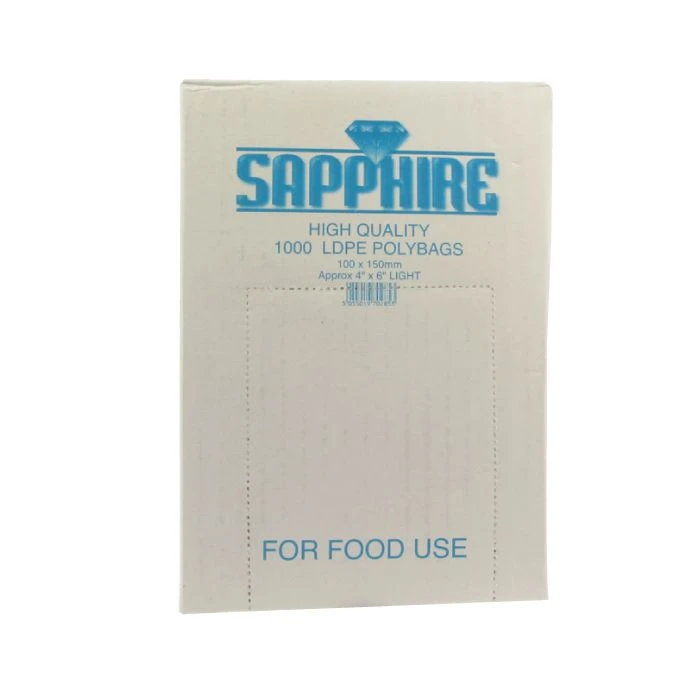 SAPPHIRE
HIGH QUALITY
1000 LDPE POLYBAGS
100 x 150mm
Approx 4" x 6" LIGHT
FOR FOOD USE